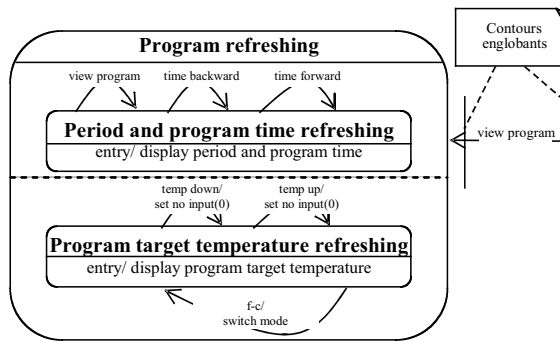 Program refreshing
Contours
englobants
view program
time backward
time forward
Period and program time refreshing
entry/ display period and program time
view program
temp down/
set no input(0)
temp up/
set no input(0)
Program target temperature refreshing
entry/ display program target temperature
f-c/
switch mode